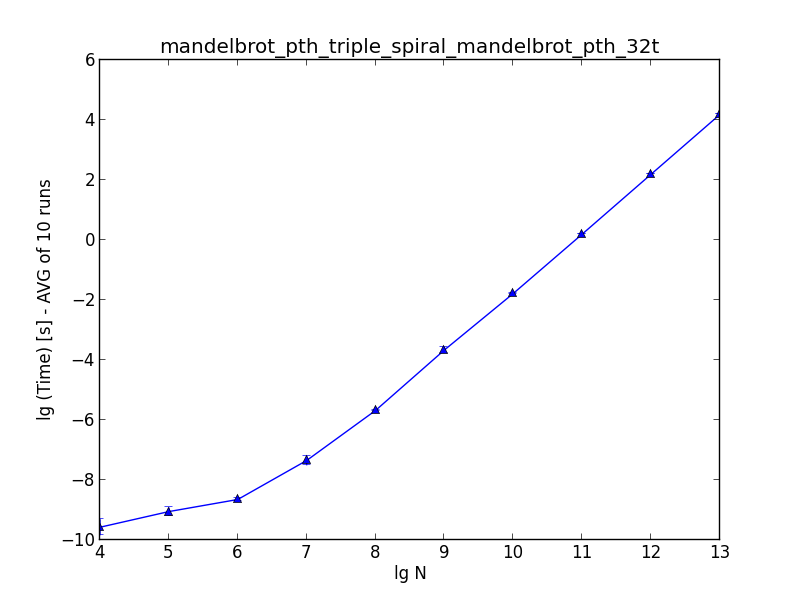 mandelbrot_pth_triple_spiral_mandelbrot_pth_32t
6
4
2
0
−2
−4
−6
−8
−10
lg (Time) [s] - AVG of 10 runs
4 5 6 7 8 9 10 11 12 13
lg N